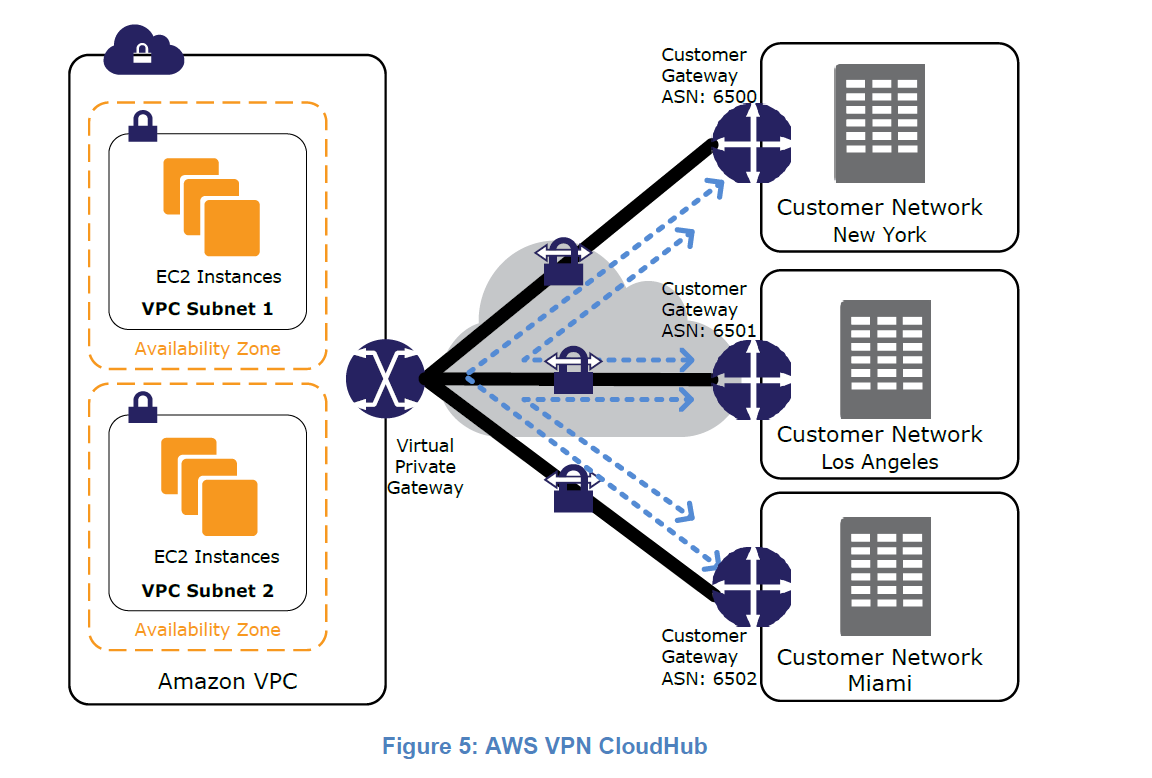 EC2 Instances
VPC Subnet 1
Availability Zone
EC2 Instances
VPC Subnet 2
Availability Zone
Amazon VPC
Virtual
Private
Gateway
Customer
Gateway
ASN: 6500
Customer Network
New York
Customer
Gateway
ASN: 6501
Customer Network
Los Angeles
Customer
Gateway
ASN: 6502
Customer Network
Miami
Figure 5: AWS VPN CloudHub